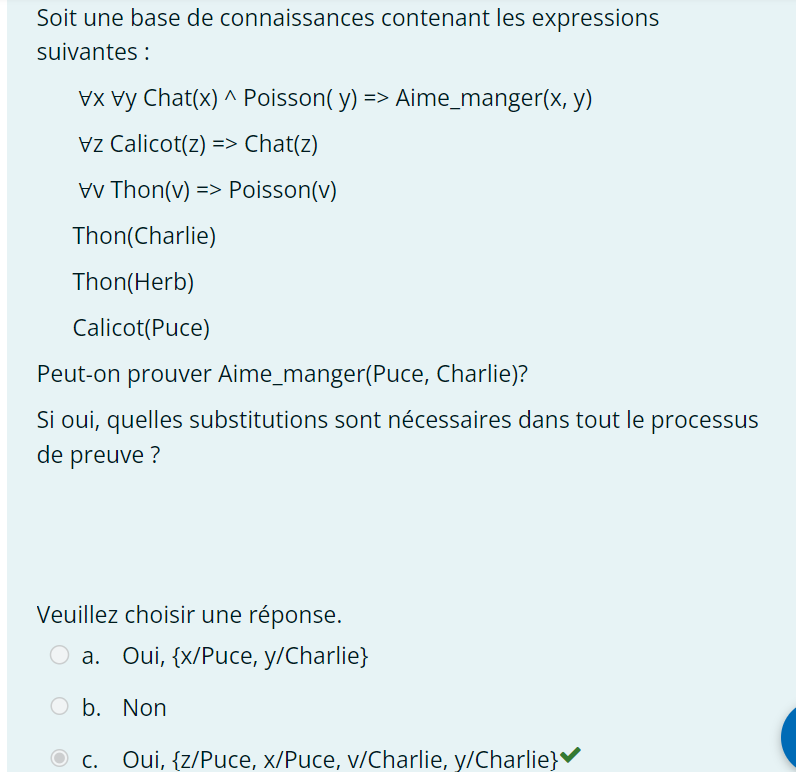 Soit une base de connaissances contenant les expressions
suivantes :
∀x ∀y Chat(x) ^ Poisson( y) => Aime_manger(x, y)
∀z Calicot(z) => Chat(z)
∀v Thon(v) => Poisson(v)
Thon(Charlie)
Thon(Herb)
Calicot(Puce)
Peut-on prouver Aime_manger(Puce, Charlie)?
Si oui, quelles substitutions sont nécessaires dans tout le processus
de preuve ?
Veuillez choisir une réponse.
a. Oui, {x/Puce, y/Charlie}
b. Non
c. Oui, {z/Puce, x/Puce, v/Charlie, y/Charlie}